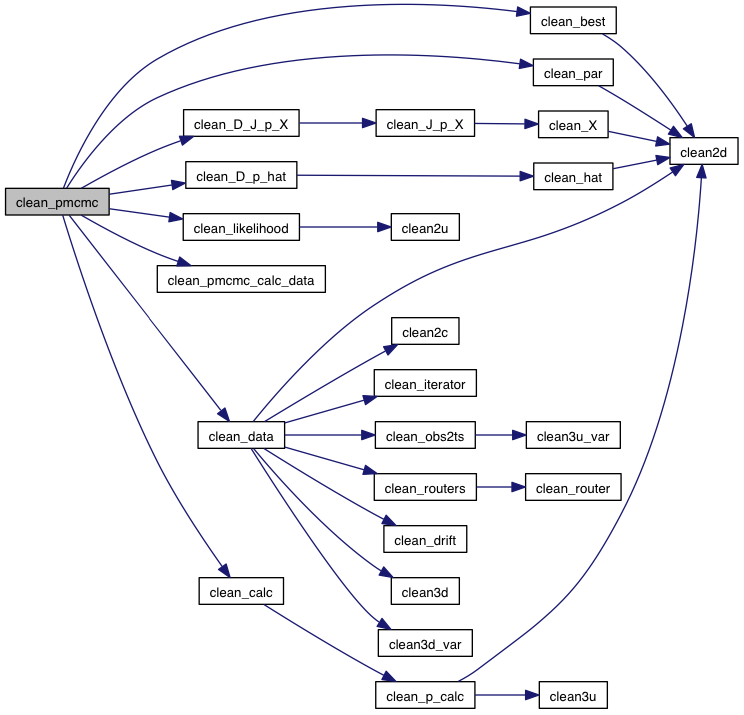 clean_best
clean_par
clean_D_J_p_X
clean_J_p_X
clean_X
clean2d
clean_D_p_hat
clean_hat
clean_pmcmc
clean_likelihood
clean2u
clean_pmcmc_calc_data
clean2c
clean_iterator
clean_data
clean_obs2ts
clean3u_var
clean_routers
clean_router
clean_drift
clean_calc
clean3d
clean3d_var
clean_p_calc
clean3u